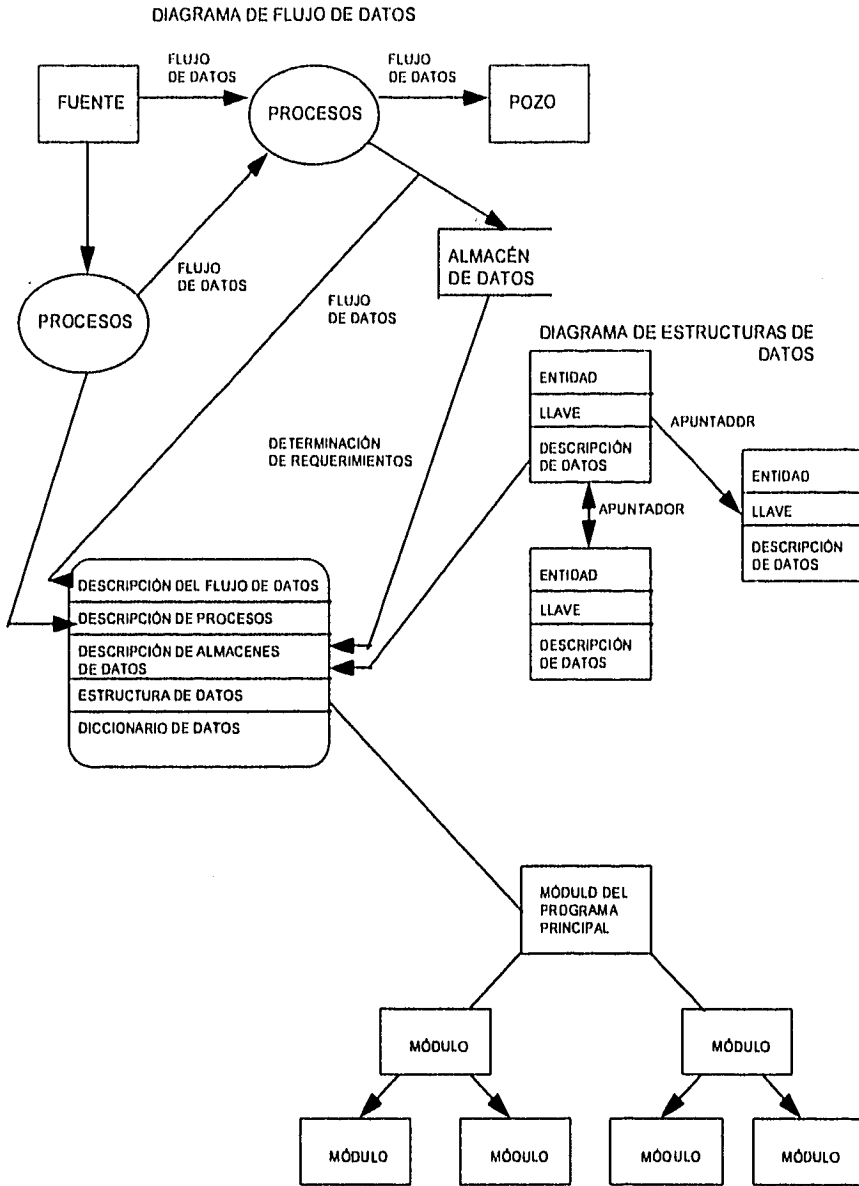 DIAGRAMA DE FLUJO DE DATOS
FLUJO
DE DATOS
FLUJO
DE DATOS
FUENTE
PROCESOS
POZO
FLUJO
DE DATOS
ALMACÉN
DE DATOS
PROCESOS
FLUJO
DE DATOS
DIAGRAMA DE ESTRUCTURAS DE
DATOS
ENTIDAD
LLAVE
DESCRIPCIÓN
DE DATOS
APUNTADOR
DETERMINACIÓN
DE REQUERIMIENTOS
ENTIDAD
LLAVE
DESCRIPCIÓN
DE DATOS
APUNTADOR
ENTIDAD
LLAVE
DESCRIPCIÓN
DE DATOS
DESCRIPCIÓN DEL FLUJO DE DATOS
DESCRIPCIÓN DE PROCESOS
DESCRIPCIÓN DE ALMACENES
DE DATOS
ESTRUCTURA DE DATOS
DICCIONARIO DE DATOS
MÓDULO DEL
PROGRAMA
PRINCIPAL
MÓDULO
MÓDULO
MÓDULO
MÓDULO
MÓDULO
MÓDULO